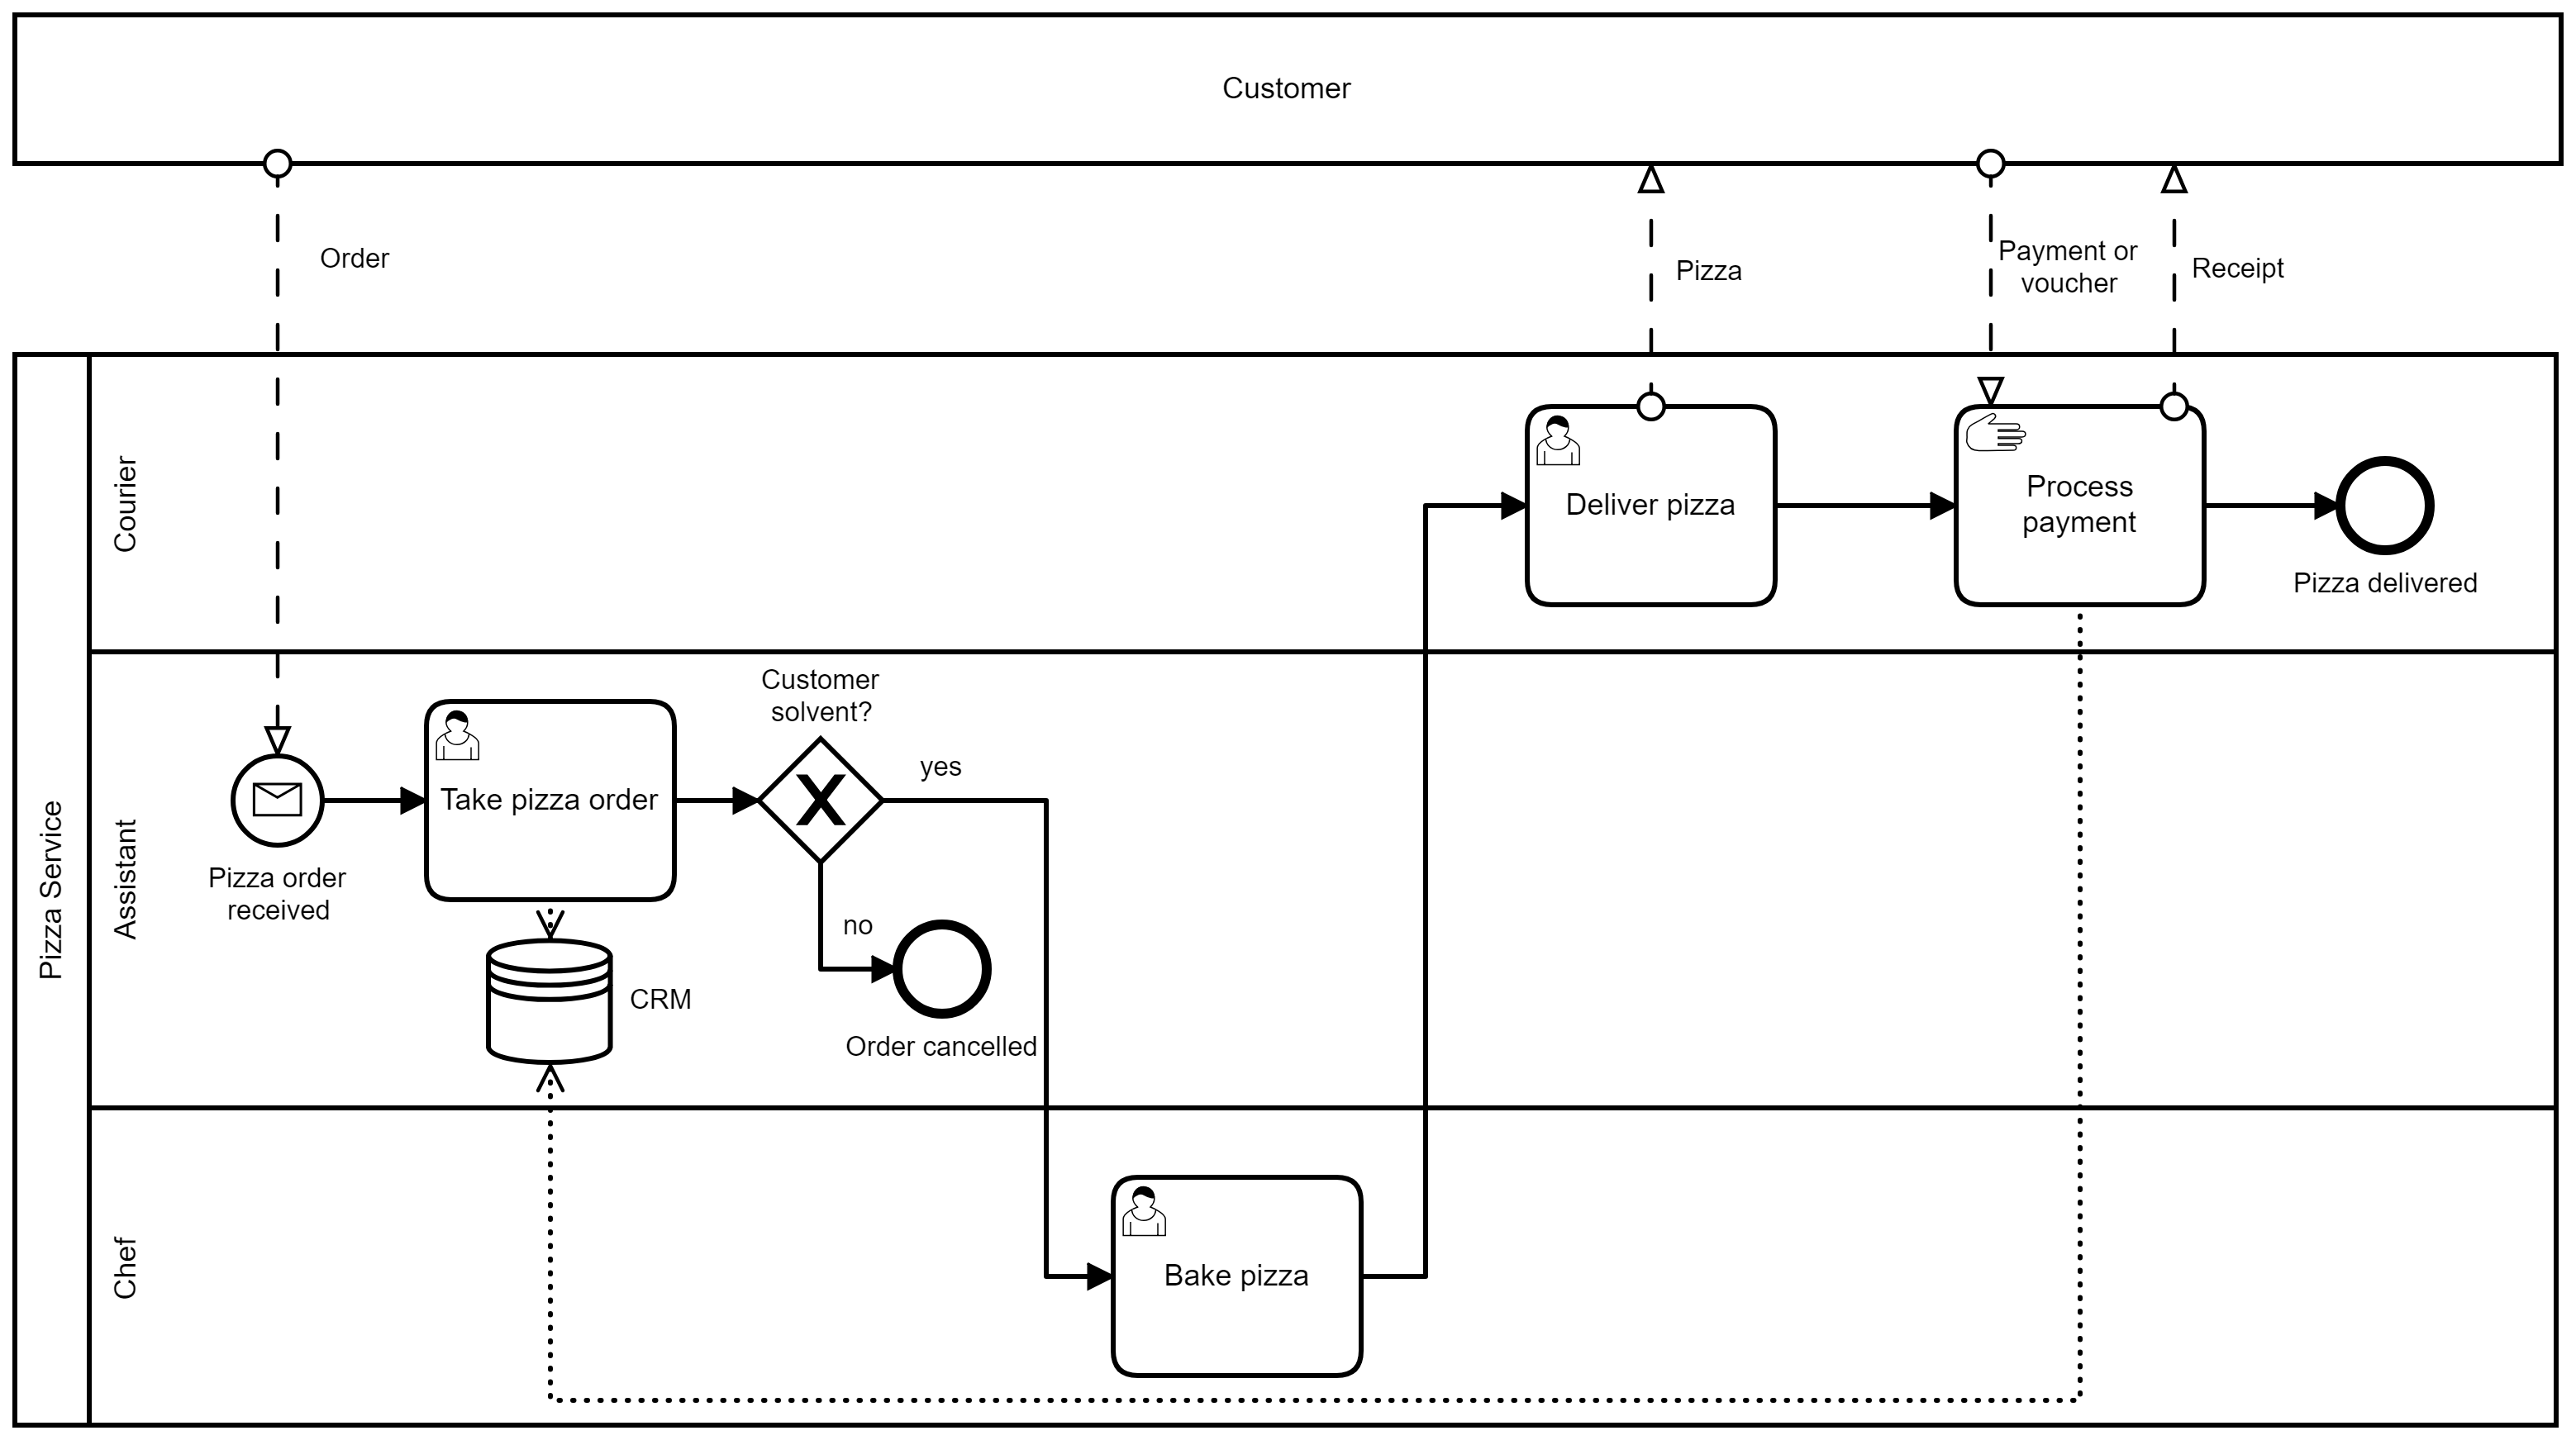 Customer
Order
Pizza
Payment or
voucher
Receipt
Pizza Service
Courier
Deliver pizza
Process
payment
Pizza delivered
Assistant
Pizza order
received
Take pizza order
Customer
solvent?
yes
no
CRM
Order cancelled
Chef
Bake pizza